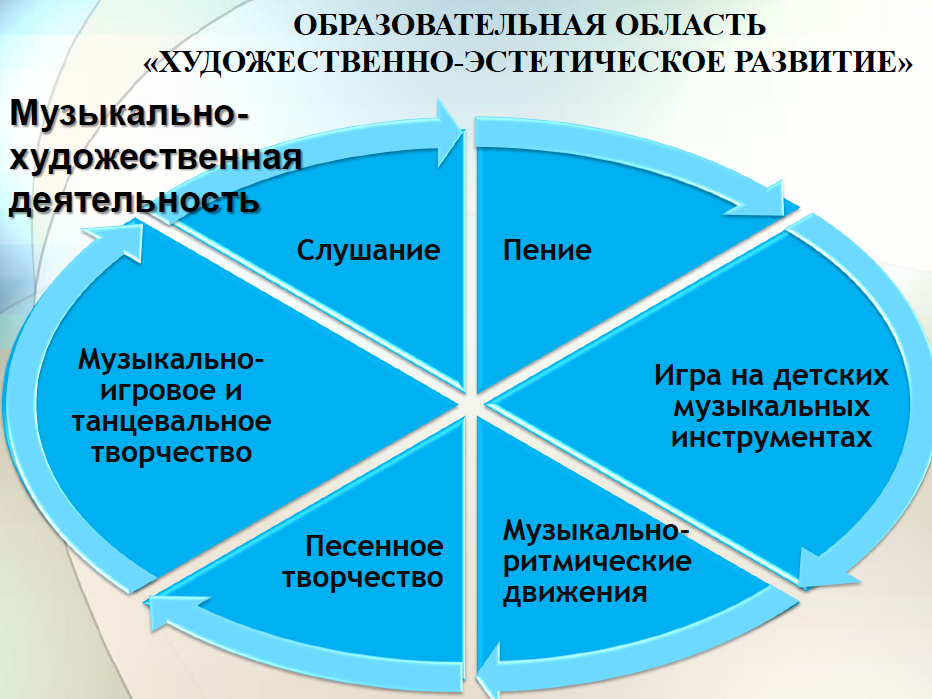 ОБРАЗОВАТЕЛЬНАЯ ОБЛАСТЬ
«ХУДОЖЕСТВЕННО-ЭСТЕТИЧЕСКОЕ РАЗВИТИЕ»
Музыкально-
художественная
деятельность
Слушание
Пение
Игра на детских
музыкальных
инструментах
Музыкально-
ритмические
движения
Песенное
творчество
Музыкально-
игровое и
танцевальное
творчество